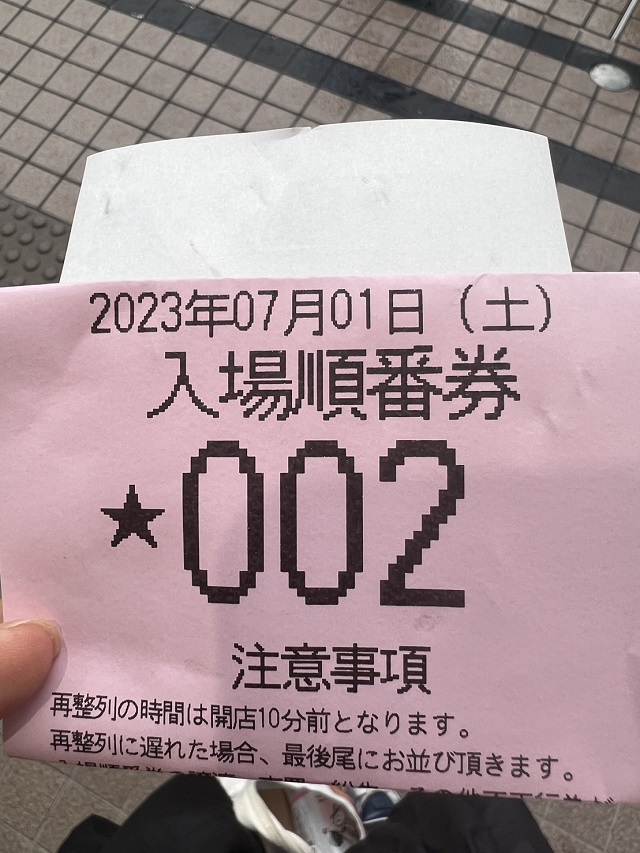 2023年07月01日（土）
入場順番券
★002
注意事項
再整列の時間は開店10分前となります。
再整列に遅れた場合、最後尾にお並び頂きます。